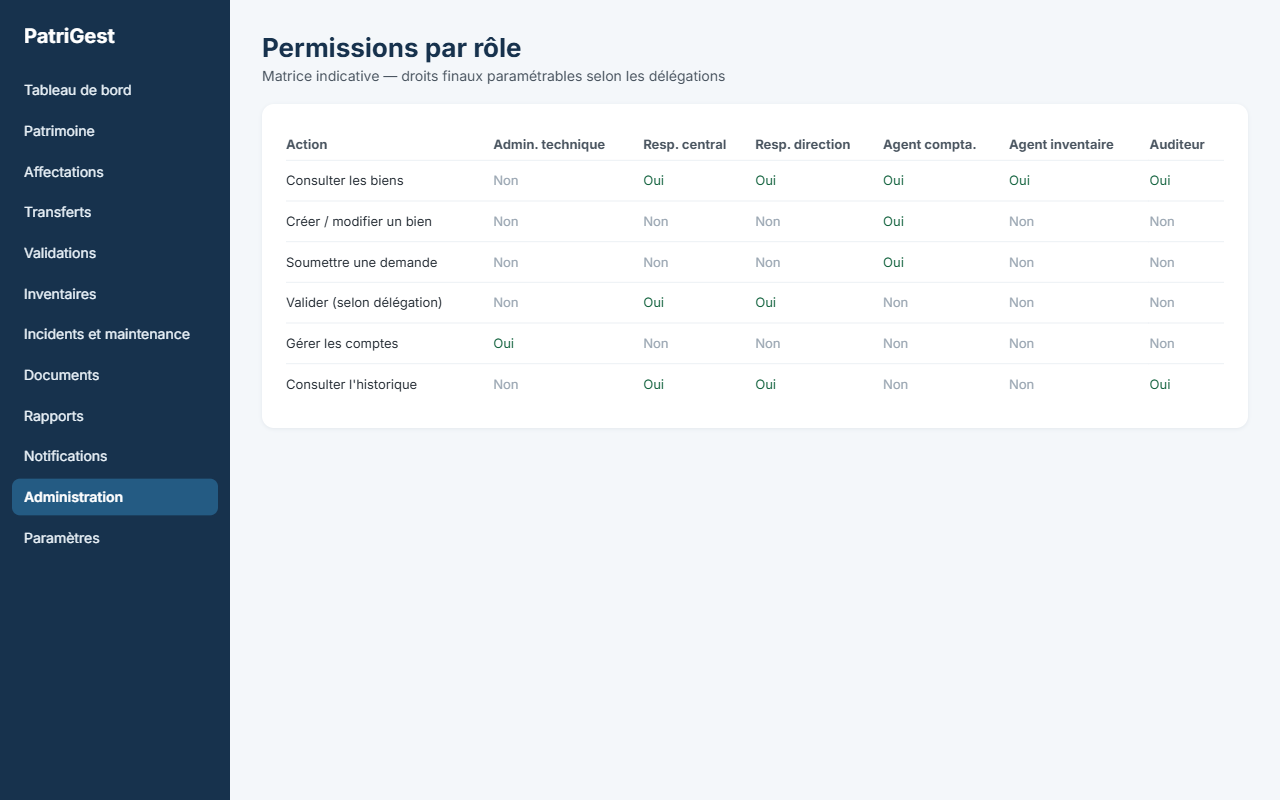 PatriGest
Tableau de bord
Patrimoine
Affectations
Transferts
Validations
Inventaires
Incidents et maintenance
Documents
Rapports
Notifications
Administration
Paramètres
Permissions par rôle
Matrice indicative — droits finaux paramétrables selon les délégations
Action Admin. technique Resp. central Resp. direction Agent compta. Agent inventaire Auditeur
Consulter les biens Non Oui Oui Oui Oui Oui
Créer / modifier un bien Non Non Non Oui Non Non
Soumettre une demande Non Non Non Oui Non Non
Valider (selon délégation) Non Oui Oui Non Non Non
Gérer les comptes Oui Non Non Non Non Non
Consulter l'historique Non Oui Oui Non Non Oui